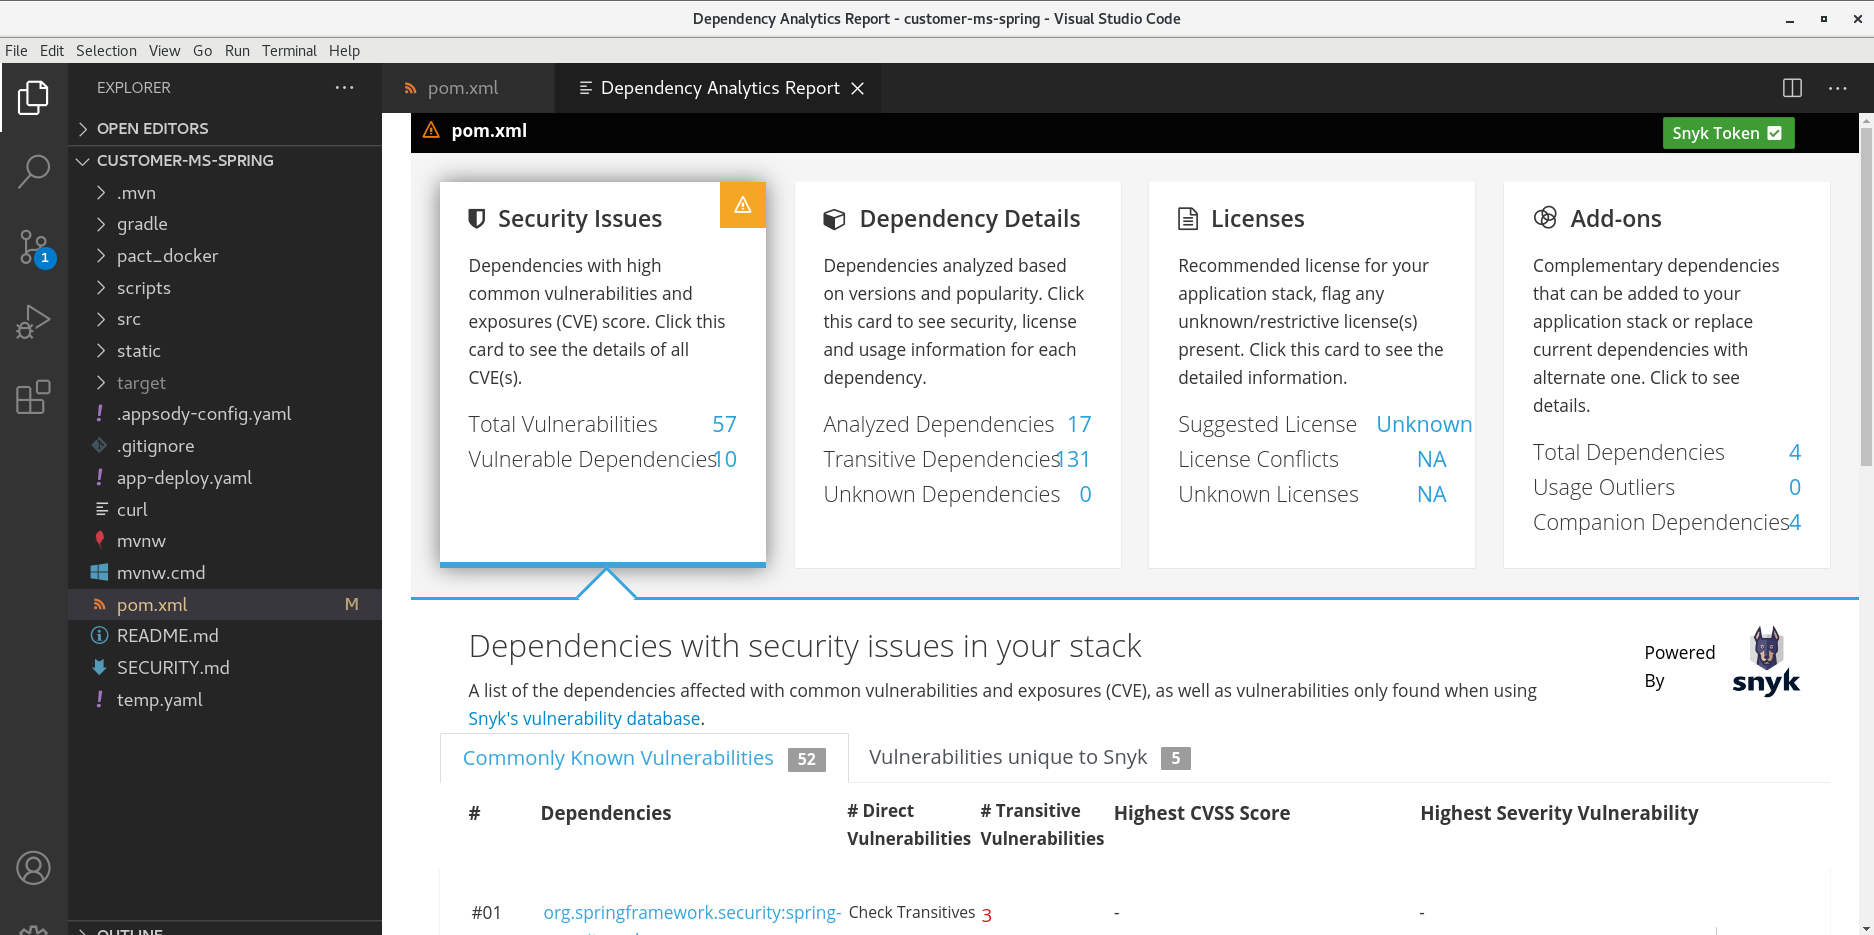 Dependency Analytics Report - customer-ms-spring - Visual Studio Code
File Edit Selection View Go Run Terminal Help
EXPLORER
OPEN EDITORS
CUSTOMER-MS-SPRING
.mvn
gradle
pact_docker
scripts
src
static
target
.appsody-config.yaml
.gitignore
app-deploy.yaml
curl
mvnw
mvnw.cmd
pom.xml M
README.md
SECURITY.md
temp.yaml
OUTLINE
1
pom.xml
Dependency Analytics Report
pom.xml
Snyk Token
Security Issues
Dependencies with high
common vulnerabilities and
exposures (CVE) score. Click this
card to see the details of all
CVE(s).
Total Vulnerabilities 57
Vulnerable Dependencies 10
Dependency Details
Dependencies analyzed based
on versions and popularity. Click
this card to see security, license
and usage information for each
dependency.
Analyzed Dependencies 17
Transitive Dependencies 131
Unknown Dependencies 0
Licenses
Recommended license for your
application stack, flag any
unknown/restrictive license(s)
present. Click this card to see the
detailed information.
Suggested License Unknown
License Conflicts NA
Unknown Licenses NA
Add-ons
Complementary dependencies
that can be added to your
application stack or replace
current dependencies with
alternate one. Click to see
details.
Total Dependencies 4
Usage Outliers 0
Companion Dependencies 4
Dependencies with security issues in your stack
A list of the dependencies affected with common vulnerabilities and exposures (CVE), as well as vulnerabilities only found when using
Snyk's vulnerability database.
Powered
By
snyk
Commonly Known Vulnerabilities 52
Vulnerabilities unique to Snyk 5
# Dependencies # Direct Vulnerabilities # Transitive Vulnerabilities Highest CVSS Score Highest Severity Vulnerability
#01 org.springframework.security:spring- Check Transitives 3 - -